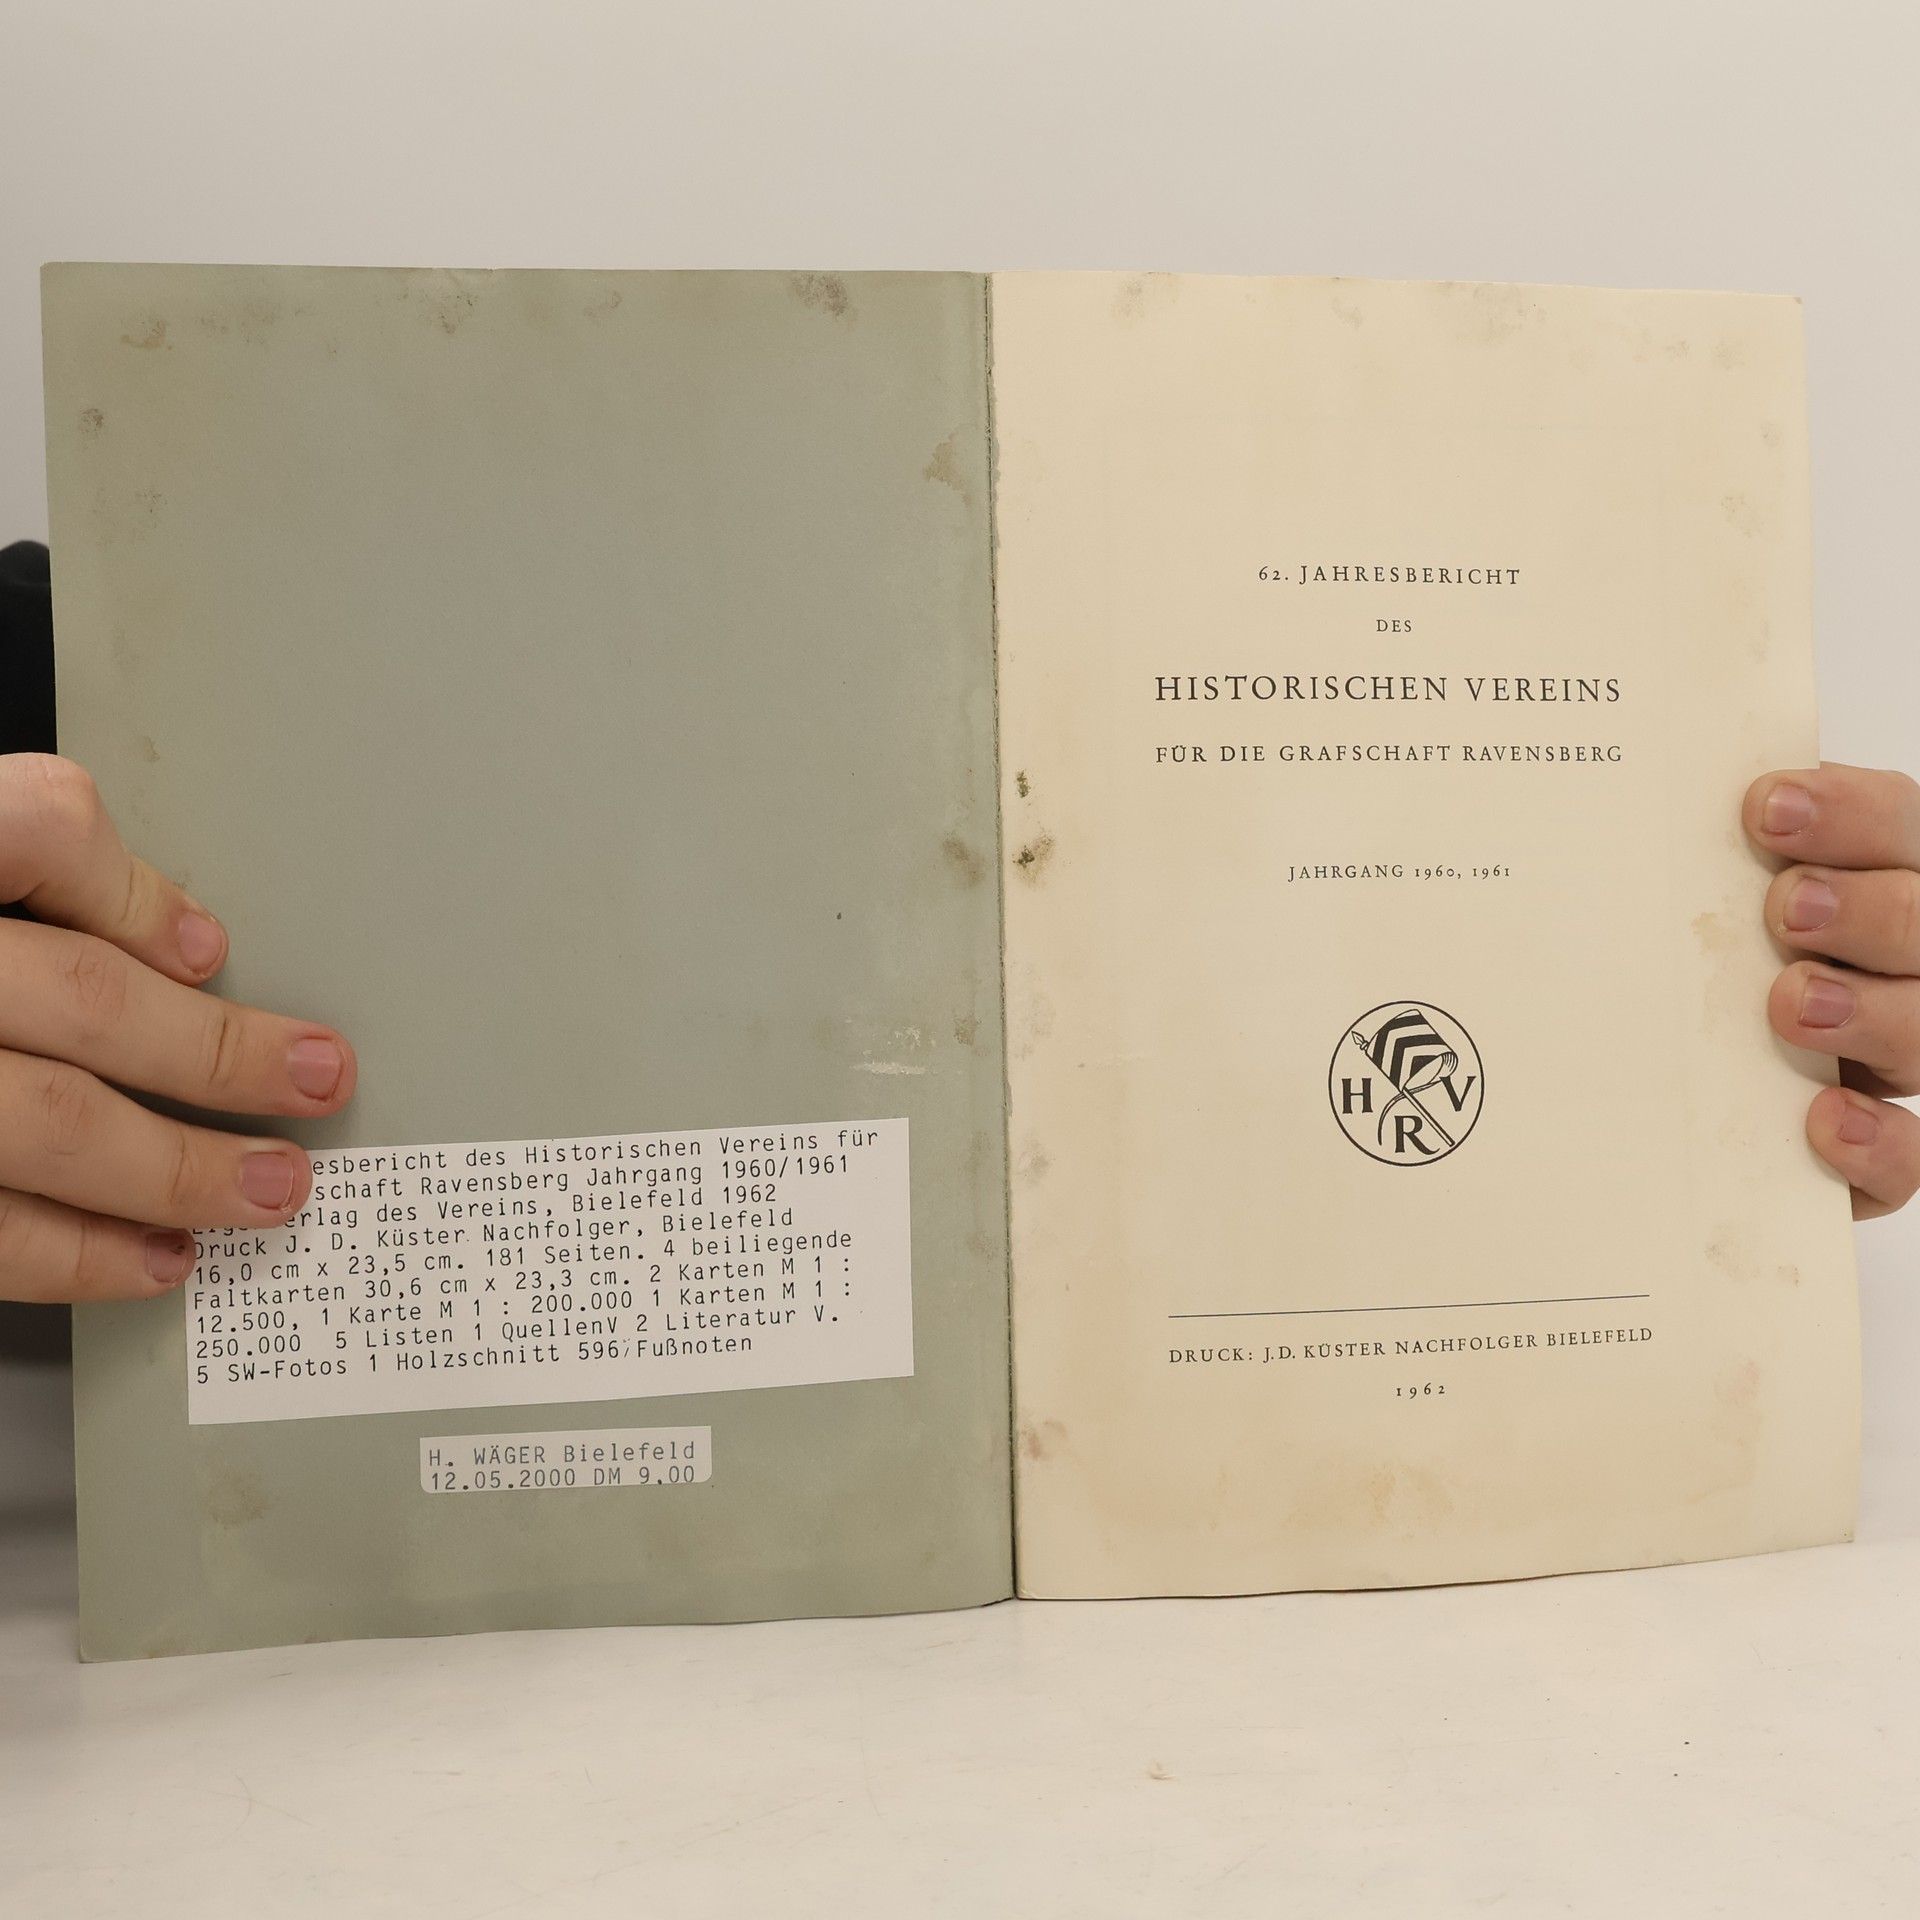 esbericht des Historischen Vereins für
schaft Ravensberg Jahrgang 1960/1961
erlag des Vereins, Bielefeld 1962
Druck J. D. Küster Nachfolger, Bielefeld
16,0 cm x 23,5 cm. 181 Seiten. 4 beiliegende
Faltkarten 30,6 cm x 23,3 cm. 2 Karten M 1 :
12.500, 1 Karte M 1 : 200.000 1 Karten M 1 :
250.000 5 Listen 1 QuellenV 2 Literatur V.
5 SW-Fotos 1 Holzschnitt 596 Fußnoten
H. WÄGER Bielefeld
12.05.2000 DM 9,00
62. JAHRESBERICHT
DES
HISTORISCHEN VEREINS
FÜR DIE GRAFSCHAFT RAVENSBERG
JAHRGANG 1960, 1961
H V
R
DRUCK: J.D. KÜSTER NACHFOLGER BIELEFELD
1962